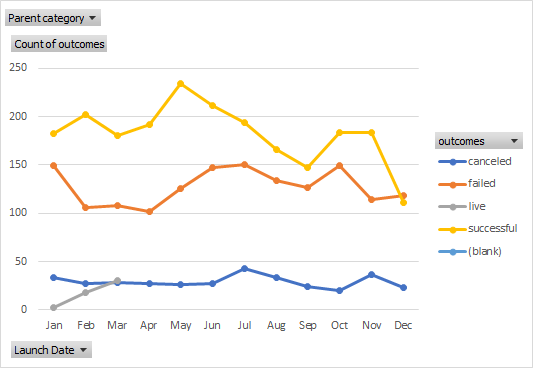 Parent category
Count of outcomes
250
200
150
100
50
0
Jan Feb Mar Apr May Jun Jul Aug Sep Oct Nov Dec
outcomes
canceled
failed
live
successful
(blank)
Launch Date